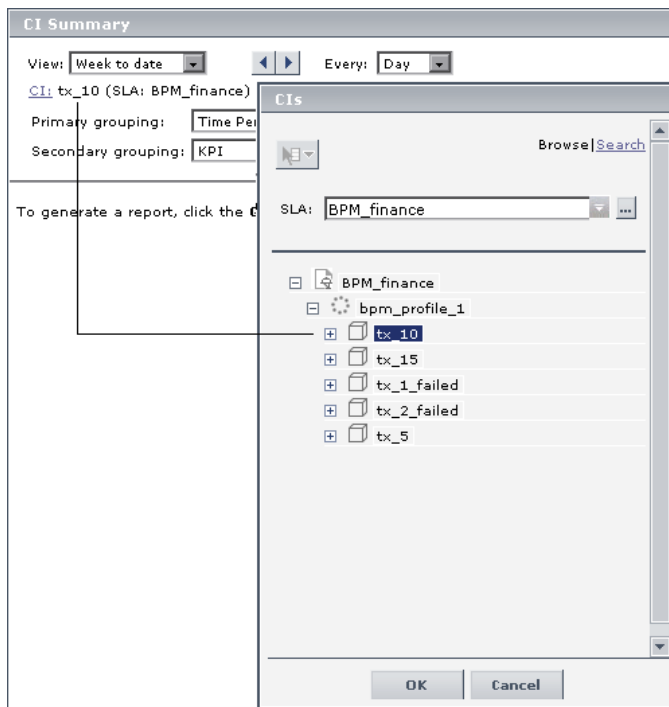 CI Summary
View: Week to date Every: Day
CI: tx_10 (SLA: BPM_finance)
Primary grouping: Time Pe
Secondary grouping: KPI
To generate a report, click the
CIs
Browse|Search
SLA: BPM_finance ...
BPM_finance
bpm_profile_1
tx_10
tx_15
tx_1_failed
tx_2_failed
tx_5
OK Cancel